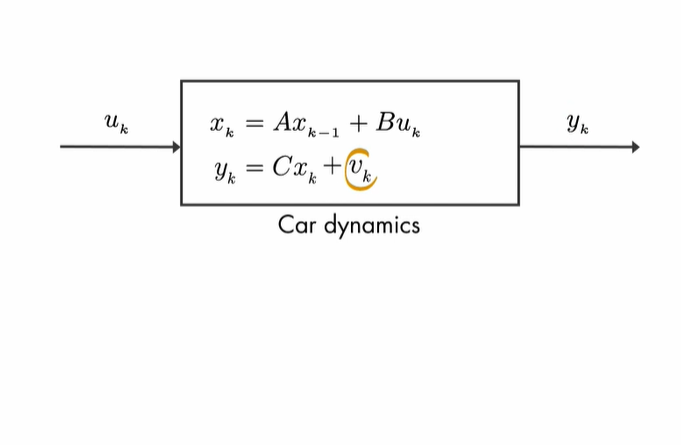 u_k
x_k = Ax_{k-1} + Bu_k
y_k
y_k = Cx_k + v_k
Car dynamics